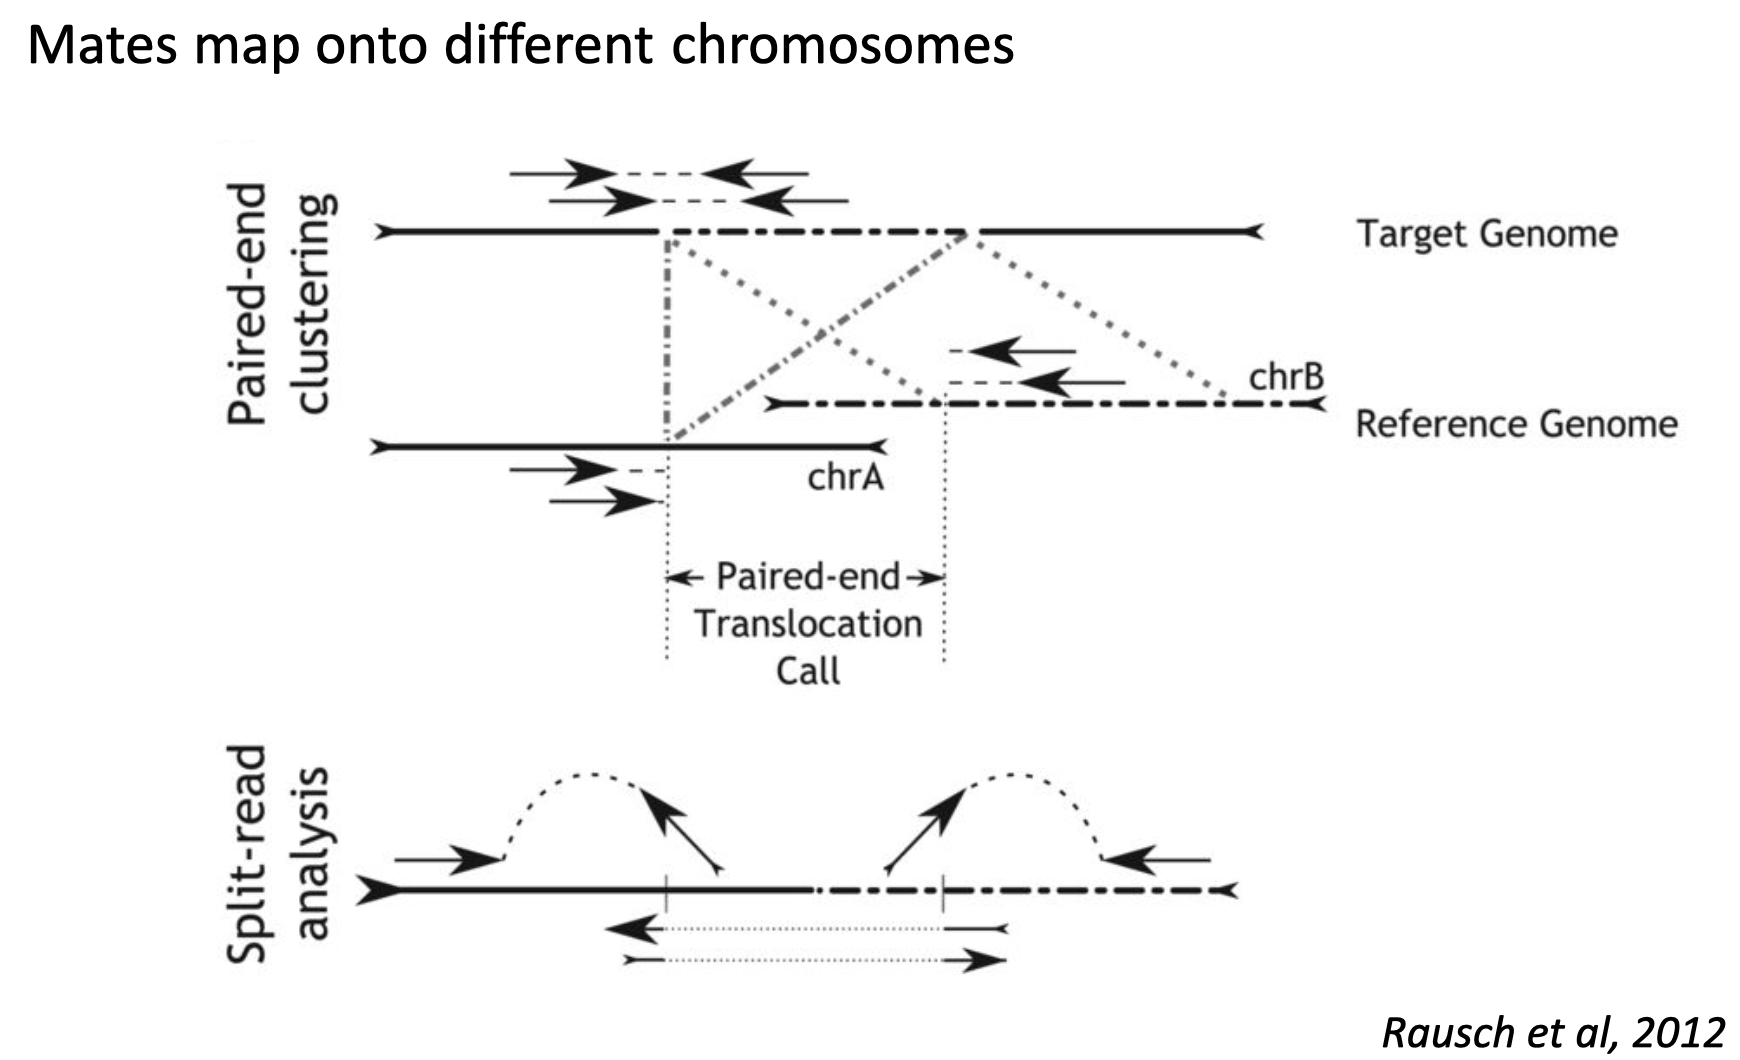 Mates map onto different chromosomes
Paired-end
clustering
Target Genome
chrB
Reference Genome
chrA
Paired-end
Translocation
Call
Split-read
analysis
Rausch et al, 2012